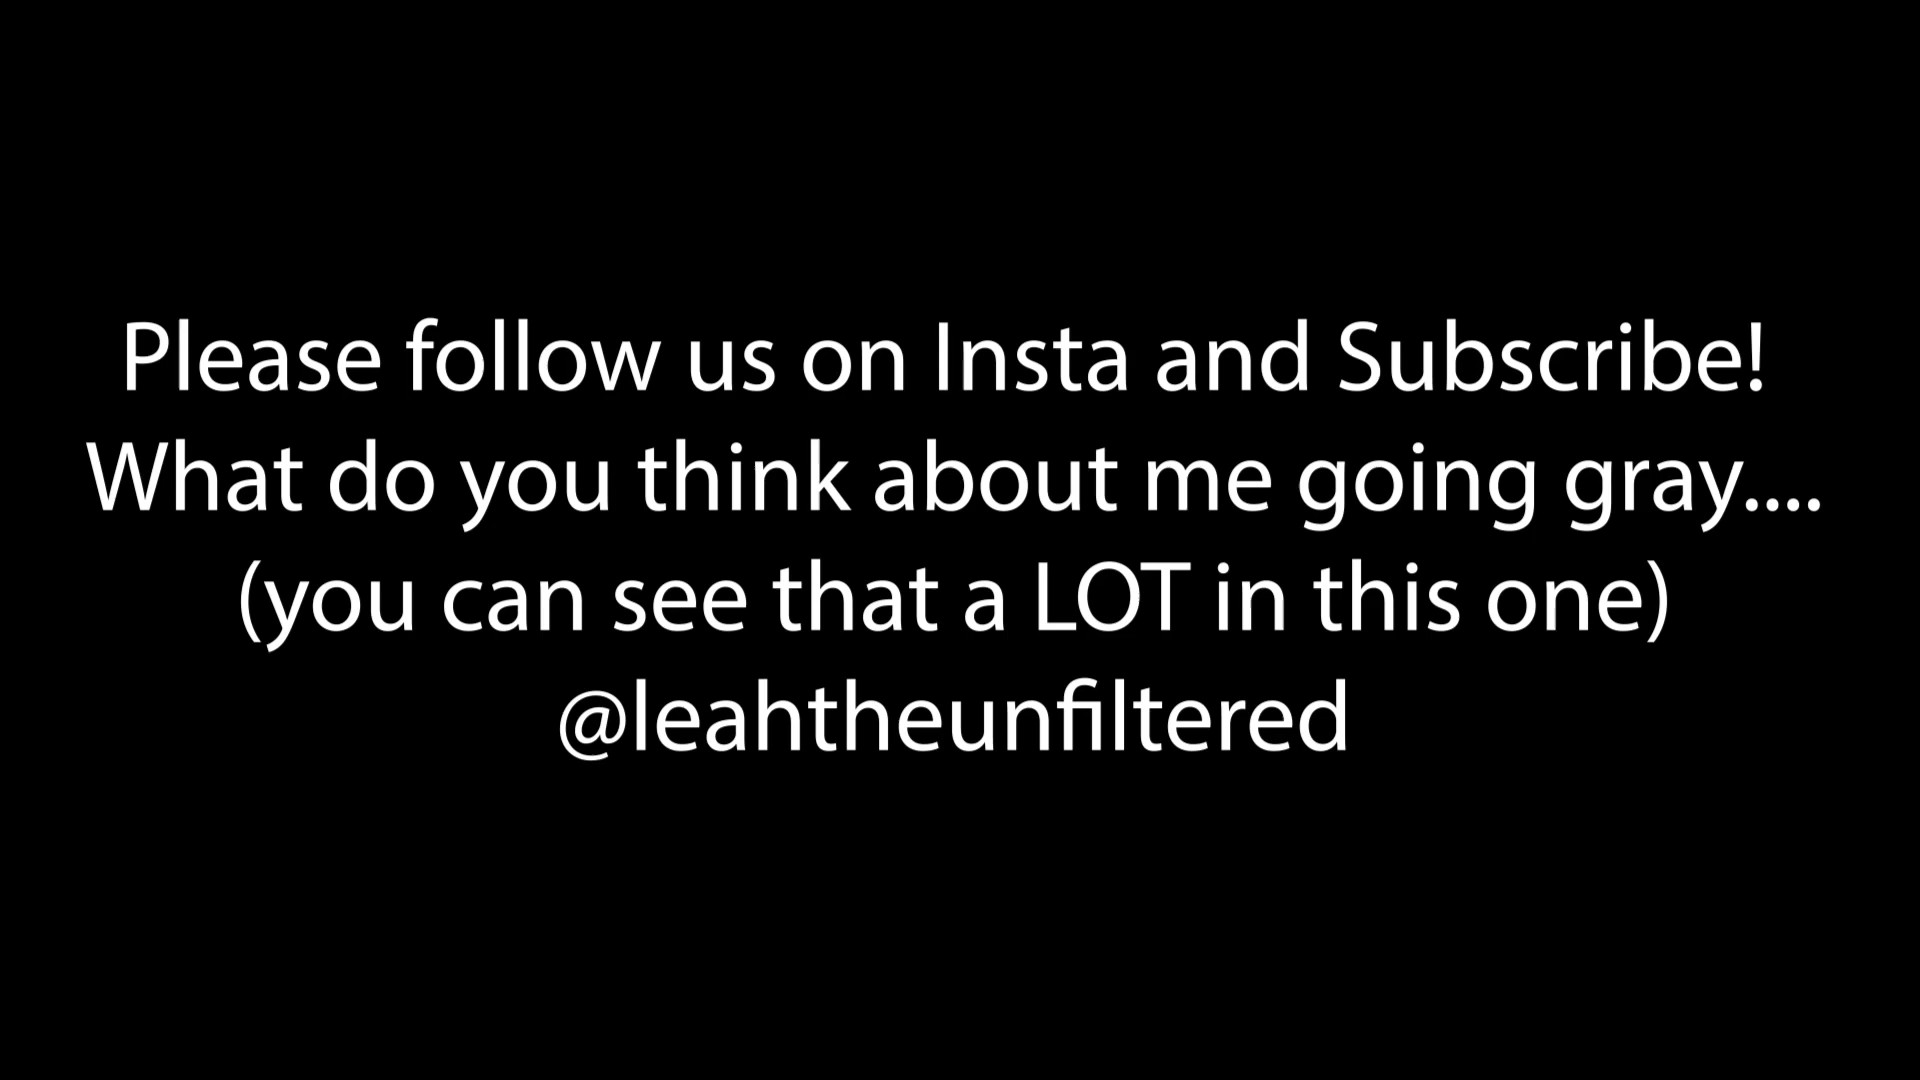 Please follow us on Insta and Subscribe!
What do you think about me going gray....
(you can see that a LOT in this one)
@leahtheunfiltered